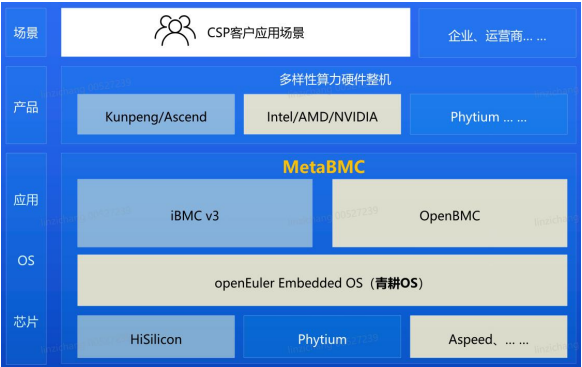 场景
CSP客户应用场景
企业、运营商... ...
产品
多样性算力硬件整机
Kunpeng/Ascend
Intel/AMD/NVIDIA
Phytium ... ...
应用
OS
芯片
MetaBMC
iBMC v3
OpenBMC
openEuler Embedded OS（青耕OS）
HiSilicon
Phytium
Aspeed、... ...